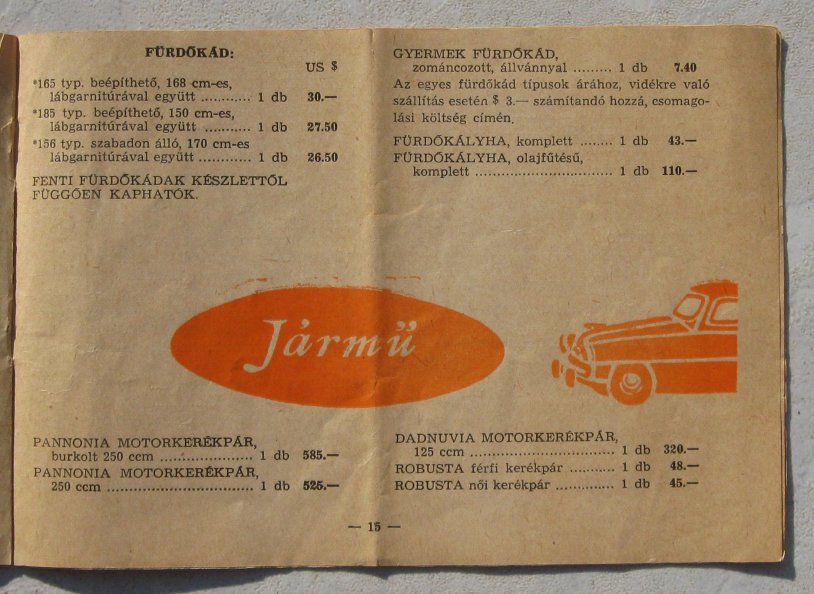 FÜRDŐKÁD:
US $
*165 typ. beépíthető, 168 cm-es,
lábgarnitúrával együtt ............ 1 db 30.—
*185 typ. beépíthető, 150 cm-es,
lábgarnitúrával együtt ........... 1 db 27.50
*156 typ. szabadon álló, 170 cm-es
lábgarnitúrával együtt ............ 1 db 26.50
FENTI FÜRDŐKÁDAK KÉSZLETTŐL
FÜGGŐEN KAPHATÓK.
GYERMEK FÜRDŐKÁD,
zománcozott, állvánnyal ......... 1 db 7.40
Az egyes fürdőkád típusok árához, vidékre való
szállítás esetén $ 3.— számítandó hozzá, csomago-
lási költség címén.
FÜRDŐKÁLYHA, komplett ........ 1 db 43.—
FÜRDŐKÁLYHA, olajfűtésű,
komplett ................................. 1 db 110.—
Jármű
PANNONIA MOTORKERÉKPÁR,
burkolt 250 ccm ...................... 1 db 585.—
PANNONIA MOTORKERÉKPÁR,
250 ccm ................................... 1 db 525.—
DADNUVIA MOTORKERÉKPÁR,
125 ccm .................................. 1 db 320.—
ROBUSTA férfi kerékpár ........... 1 db 48.—
ROBUSTA női kerékpár .............. 1 db 45.—
— 15 —